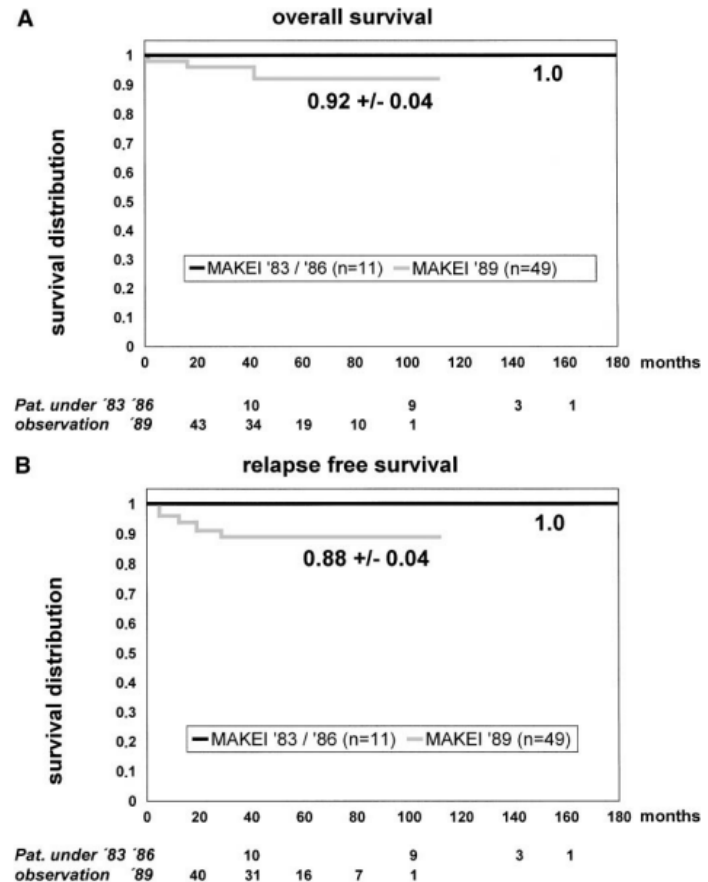 A
overall survival
1
0.9
0.8
0.7
0.6
0.5
0.4
0.3
0.2
0.1
0
survival distribution
1.0
0.92 +/- 0.04
MAKEI '83 / '86 (n=11) MAKEI '89 (n=49)
0 20 40 60 80 100 120 140 160 180 months
Pat. under ´83 ´86 10 9 3 1
observation ´89 43 34 19 10 1
B
relapse free survival
1
0.9
0.8
0.7
0.6
0.5
0.4
0,3
0,2
0.1
0
survival distribution
1.0
0.88 +/- 0.04
MAKEI '83 / '86 (n=11) MAKEI '89 (n=49)
0 20 40 60 80 100 120 140 160 180 months
Pat. under ´83 ´86 10 9 3 1
observation ´89 40 31 16 7 1